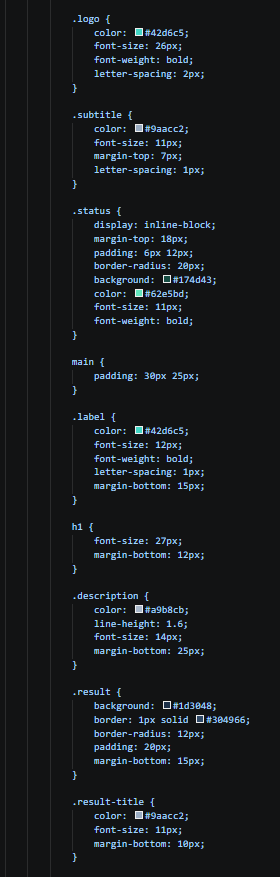 .logo {
color: #42d6c5;
font-size: 26px;
font-weight: bold;
letter-spacing: 2px;
}
.subtitle {
color: #9aacc2;
font-size: 11px;
margin-top: 7px;
letter-spacing: 1px;
}
.status {
display: inline-block;
margin-top: 18px;
padding: 6px 12px;
border-radius: 20px;
background: #174d43;
color: #62e5bd;
font-size: 11px;
font-weight: bold;
}
main {
padding: 30px 25px;
}
.label {
color: #42d6c5;
font-size: 12px;
font-weight: bold;
letter-spacing: 1px;
margin-bottom: 15px;
}
h1 {
font-size: 27px;
margin-bottom: 12px;
}
.description {
color: #a9b8cb;
line-height: 1.6;
font-size: 14px;
margin-bottom: 25px;
}
.result {
background: #1d3048;
border: 1px solid #304966;
border-radius: 12px;
padding: 20px;
margin-bottom: 15px;
}
.result-title {
color: #9aacc2;
font-size: 11px;
margin-bottom: 10px;
}